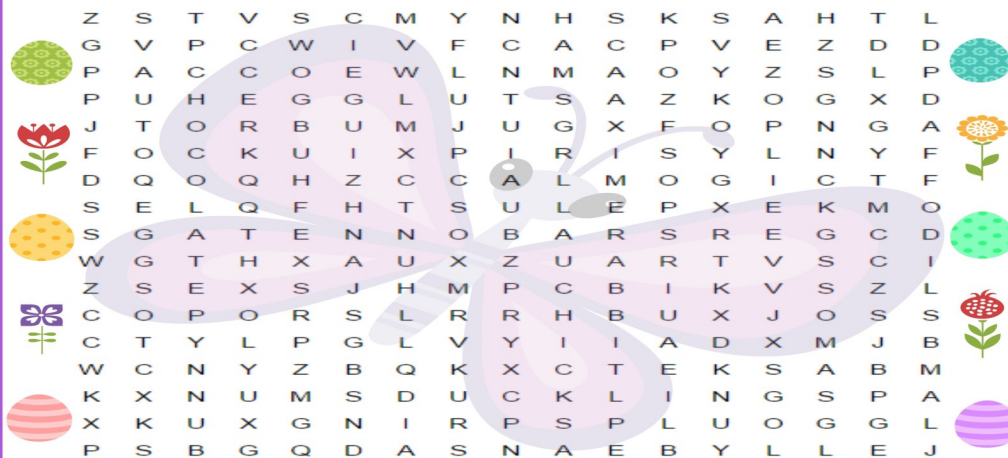 Z S T V S C M Y N H S K S A H T L
G V P C W I V F C A C P V E Z D D
P A C C O E W L N M A O Y Z S L P
P U H E G G L U T S A Z K O G X D
J T O R B U M J U G X F O P N G A
F O C K U I X P I R I S Y L N Y F
D Q O Q H Z C C A L M O G I C T F
S E L Q F H T S U L E P X E K M O
S G A T E N N O B A R S R E G C D
W G T H X A U X Z U A R T V S C I
Z S E X S J H M P C B I K V S Z L
C O P O R S L R R H B U X J O S S
C T Y L P G L V Y I I A D X M J B
W C N Y Z B Q K X C T E K S A B M
K X N U M S D U C K L I N G S P A
X K U X G N I R P S P L U O G G L
P S B G Q D A S N A E B Y L L E J